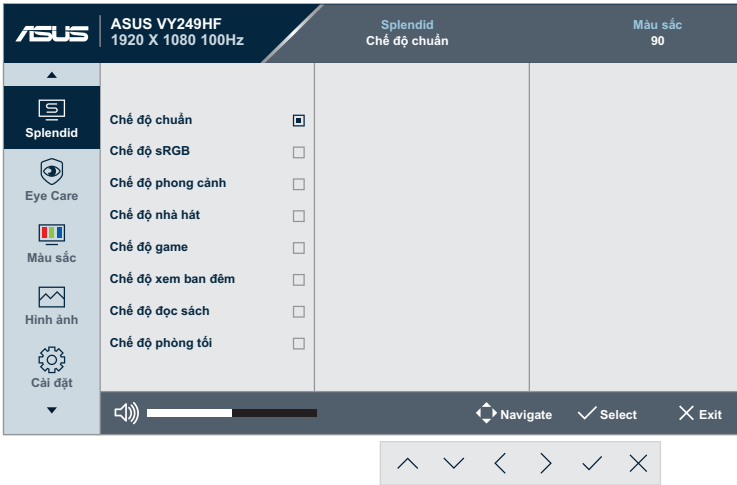 ASUS
ASUS VY249HF
1920 X 1080 100Hz
Splendid
Chế độ chuẩn
Màu sắc
90
Splendid
Eye Care
Màu sắc
Hình ảnh
Cài đặt
Chế độ chuẩn
Chế độ sRGB
Chế độ phong cảnh
Chế độ nhà hát
Chế độ game
Chế độ xem ban đêm
Chế độ đọc sách
Chế độ phòng tối
Navigate
Select
Exit